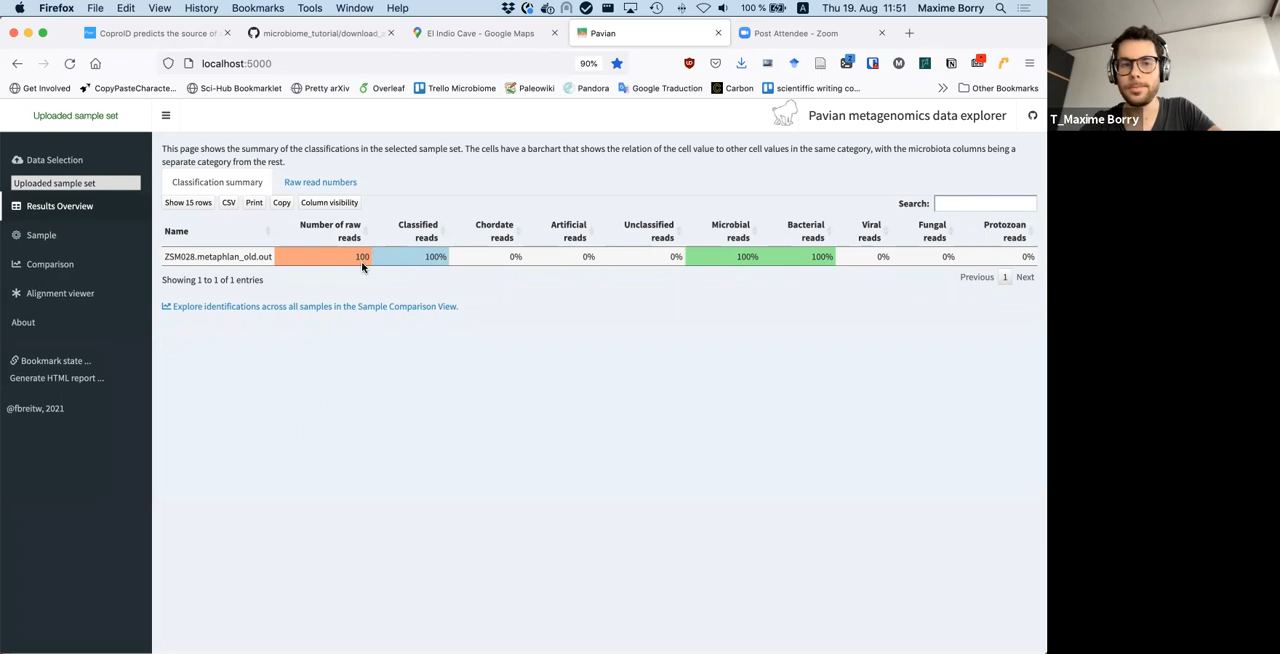 Firefox File Edit View History Bookmarks Tools Window Help 100 % Thu 19. Aug 11:51 Maxime Borry
CoproID predicts the source of microbiome_tutorial/download_ El Indio Cave - Google Maps Pavian Post Attendee - Zoom
localhost:5000 90%
Get Involved CopyPasteCharacte... Sci-Hub Bookmarklet Pretty arXiv Overleaf Trello Microbiome Paleowiki Pandora Google Traduction Carbon scientific writing co... Other Bookmarks
Uploaded sample set
Pavian metagenomics data explorer
T_Maxime Borry
Data Selection
Uploaded sample set
Results Overview
Sample
Comparison
Alignment viewer
About
Bookmark state ...
Generate HTML report ...
@fbreitw, 2021
This page shows the summary of the classifications in the selected sample set. The cells have a barchart that shows the relation of the cell value to other cell values in the same category, with the microbiota columns being a
separate category from the rest.
Classification summary Raw read numbers
Show 15 rows CSV Print Copy Column visibility Search:
Name Number of raw reads Classified reads Chordate reads Artificial reads Unclassified reads Microbial reads Bacterial reads Viral reads Fungal reads Protozoan reads
ZSM028.metaphlan_old.out 100 100% 0% 0% 0% 100% 100% 0% 0% 0%
Showing 1 to 1 of 1 entries Previous 1 Next
Explore identifications across all samples in the Sample Comparison View.